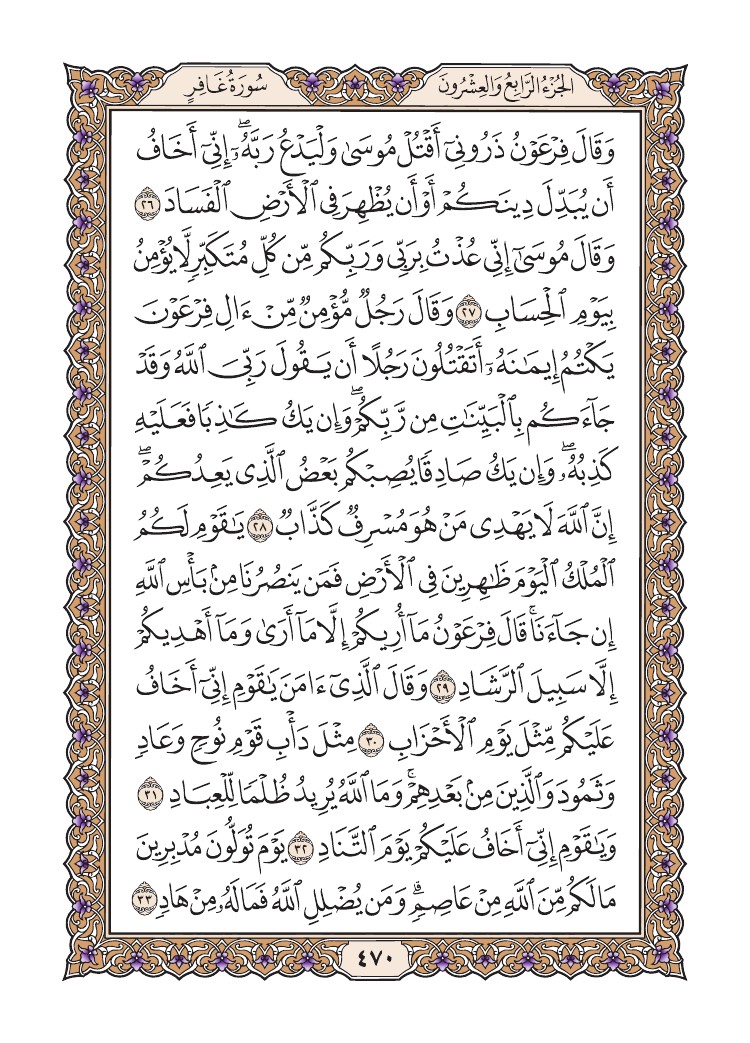 الجُزْءُ الرَّابِعُ وَالعِشْرُونَ
سُورَةُ غَافِرٍ
وَقَالَ فِرْعَوْنُ ذَرُونِيٓ أَقْتُلْ مُوسَىٰ وَلْيَدْعُ رَبَّهُۥٓۖ إِنِّيٓ أَخَافُ
أَن يُبَدِّلَ دِينَكُمْ أَوْ أَن يُظْهِرَ فِي ٱلْأَرْضِ ٱلْفَسَادَ ٢٦
وَقَالَ مُوسَىٰٓ إِنِّي عُذْتُ بِرَبِّي وَرَبِّكُم مِّن كُلِّ مُتَكَبِّرٍ لَّا يُؤْمِنُ
بِيَوْمِ ٱلْحِسَابِ ٢٧ وَقَالَ رَجُلٌ مُّؤْمِنٌ مِّنْ ءَالِ فِرْعَوْنَ
يَكْتُمُ إِيمَٰنَهُۥٓ أَتَقْتُلُونَ رَجُلًا أَن يَقُولَ رَبِّيَ ٱللَّهُ وَقَدْ
جَآءَكُم بِٱلْبَيِّنَٰتِ مِن رَّبِّكُمْۖ وَإِن يَكُ كَٰذِبًا فَعَلَيْهِ
كَذِبُهُۥۖ وَإِن يَكُ صَادِقًا يُصِبْكُم بَعْضُ ٱلَّذِي يَعِدُكُمْۖ
إِنَّ ٱللَّهَ لَا يَهْدِي مَنْ هُوَ مُسْرِفٌ كَذَّابٌ ٢٨ يَٰقَوْمِ لَكُمُ
ٱلْمُلْكُ ٱلْيَوْمَ ظَٰهِرِينَ فِي ٱلْأَرْضِ فَمَن يَنصُرُنَا مِنۢ بَأْسِ ٱللَّهِ
إِن جَآءَنَاۚ قَالَ فِرْعَوْنُ مَآ أُرِيكُمْ إِلَّا مَآ أَرَىٰ وَمَآ أَهْدِيكُمْ
إِلَّا سَبِيلَ ٱلرَّشَادِ ٢٩ وَقَالَ ٱلَّذِيٓ ءَامَنَ يَٰقَوْمِ إِنِّيٓ أَخَافُ
عَلَيْكُم مِّثْلَ يَوْمِ ٱلْأَحْزَابِ ٣٠ مِثْلَ دَأْبِ قَوْمِ نُوحٍ وَعَادٍ
وَثَمُودَ وَٱلَّذِينَ مِنۢ بَعْدِهِمْۚ وَمَا ٱللَّهُ يُرِيدُ ظُلْمًا لِّلْعِبَادِ ٣١
وَيَٰقَوْمِ إِنِّيٓ أَخَافُ عَلَيْكُمْ يَوْمَ ٱلتَّنَادِ ٣٢ يَوْمَ تُوَلُّونَ مُدْبِرِينَ
مَا لَكُم مِّنَ ٱللَّهِ مِنْ عَاصِمٍۗ وَمَن يُضْلِلِ ٱللَّهُ فَمَا لَهُۥ مِنْ هَادٍ ٣٣
٤٧٠